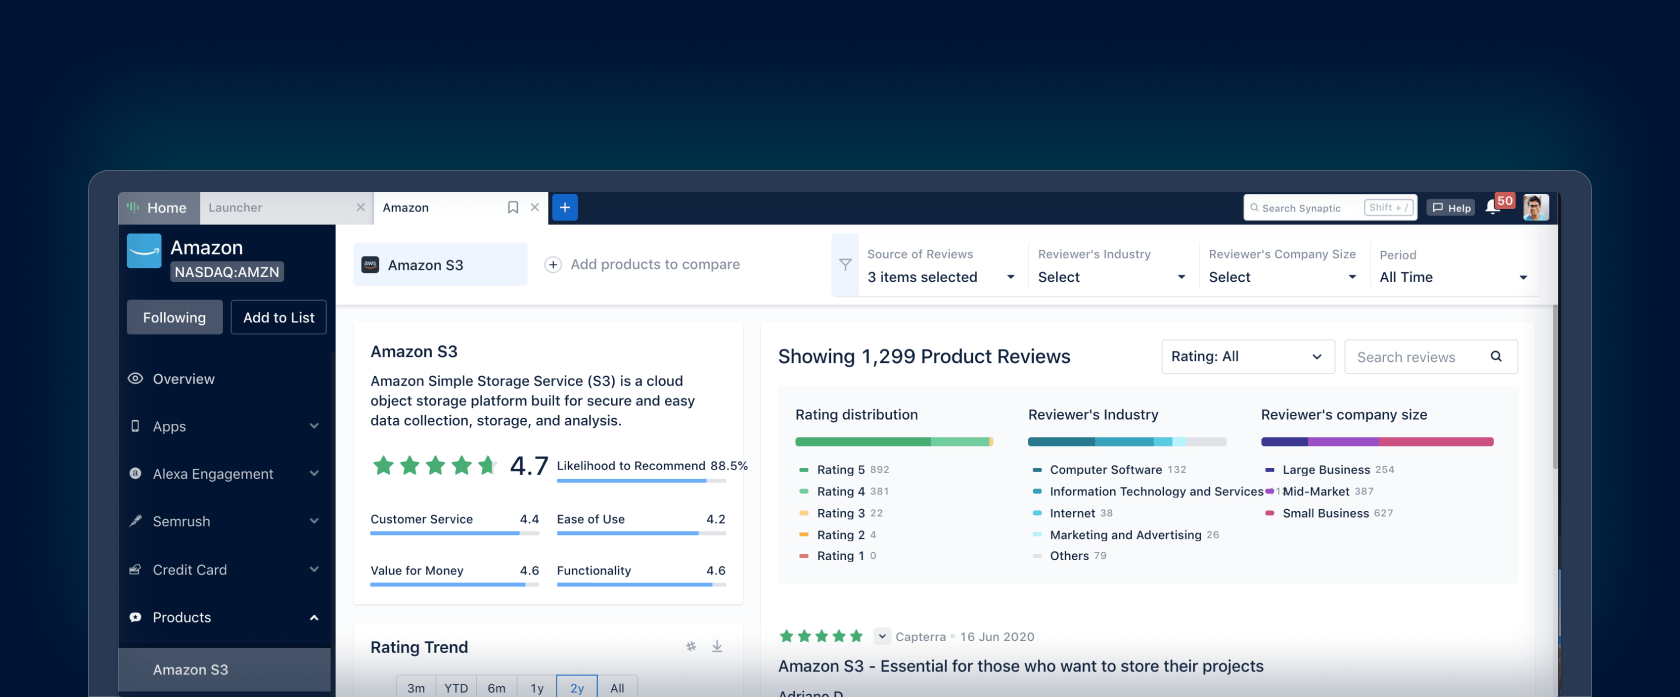 Home
Launcher
Amazon
Search Synaptic
Shift + /
Help
50
Amazon
NASDAQ:AMZN
Following
Add to List
Overview
Apps
Alexa Engagement
Semrush
Credit Card
Products
Amazon S3
aws
Amazon S3
Add products to compare
Source of Reviews
3 items selected
Reviewer's Industry
Select
Reviewer's Company Size
Select
Period
All Time
Amazon S3
Amazon Simple Storage Service (S3) is a cloud
object storage platform built for secure and easy
data collection, storage, and analysis.
4.7
Likelihood to Recommend 88.5%
Customer Service 4.4
Ease of Use 4.2
Value for Money 4.6
Functionality 4.6
Rating Trend
3m YTD 6m 1y 2y All
Showing 1,299 Product Reviews
Rating: All
Search reviews
Rating distribution
Rating 5 892
Rating 4 381
Rating 3 22
Rating 2 4
Rating 1 0
Reviewer's Industry
Computer Software 132
Information Technology and Services
Internet 38
Marketing and Advertising 26
Others 79
Reviewer's company size
Large Business 254
Mid-Market 387
Small Business 627
Capterra 16 Jun 2020
Amazon S3 - Essential for those who want to store their projects
Adriano D